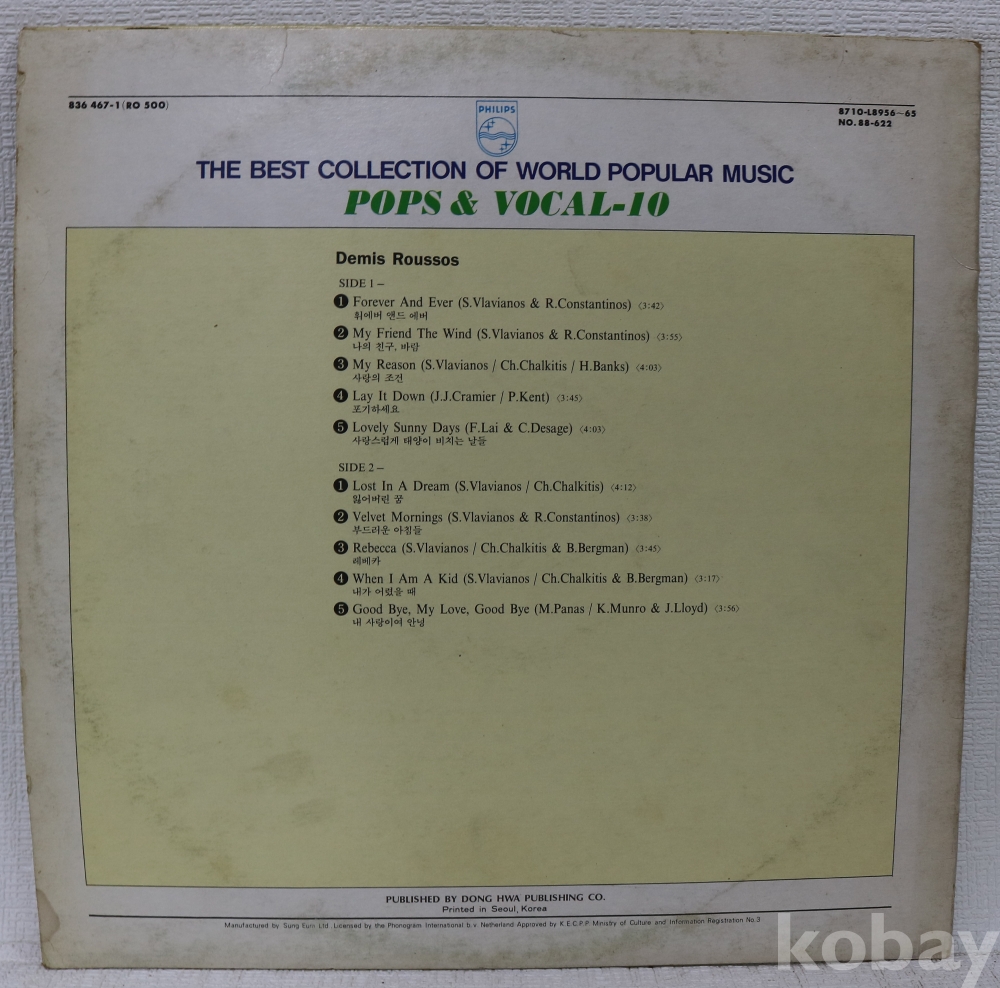 836 467-1 (RO 500)
8710-L8956~65
NO. 88-622
PHILIPS
THE BEST COLLECTION OF WORLD POPULAR MUSIC
POPS & VOCAL-10
Demis Roussos
SIDE 1 –
❶ Forever And Ever (S.Vlavianos & R.Constantinos) 〈3:42〉
훠에버 앤드 에버
❷ My Friend The Wind (S.Vlavianos & R.Constantinos) 〈3:55〉
나의 친구, 바람
❸ My Reason (S.Vlavianos / Ch.Chalkitis / H.Banks) 〈4:03〉
사랑의 조건
❹ Lay It Down (J.J.Cramier / P.Kent) 〈3:45〉
포기하세요
❺ Lovely Sunny Days (F.Lai & C.Desage) 〈4:03〉
사랑스럽게 태양이 비치는 날들
SIDE 2 –
❶ Lost In A Dream (S.Vlavianos / Ch.Chalkitis) 〈4:12〉
잃어버린 꿈
❷ Velvet Mornings (S.Vlavianos & R.Constantinos) 〈3:38〉
부드러운 아침들
❸ Rebecca (S.Vlavianos / Ch.Chalkitis & B.Bergman) 〈3:45〉
레베카
❹ When I Am A Kid (S.Vlavianos / Ch.Chalkitis & B.Bergman) 〈3:17〉
내가 어렸을 때
❺ Good Bye, My Love, Good Bye (M.Panas / K.Munro & J.Lloyd) 〈3:56〉
내 사랑이여 안녕
PUBLISHED BY DONG HWA PUBLISHING CO.
Printed in Seoul, Korea
Manufactured by Sung Eum Ltd. Licensed by the Phonogram International b.v. Netherland Approved by K.E.C.P.P. Ministry of Culture and Information Registration No.3
kobay